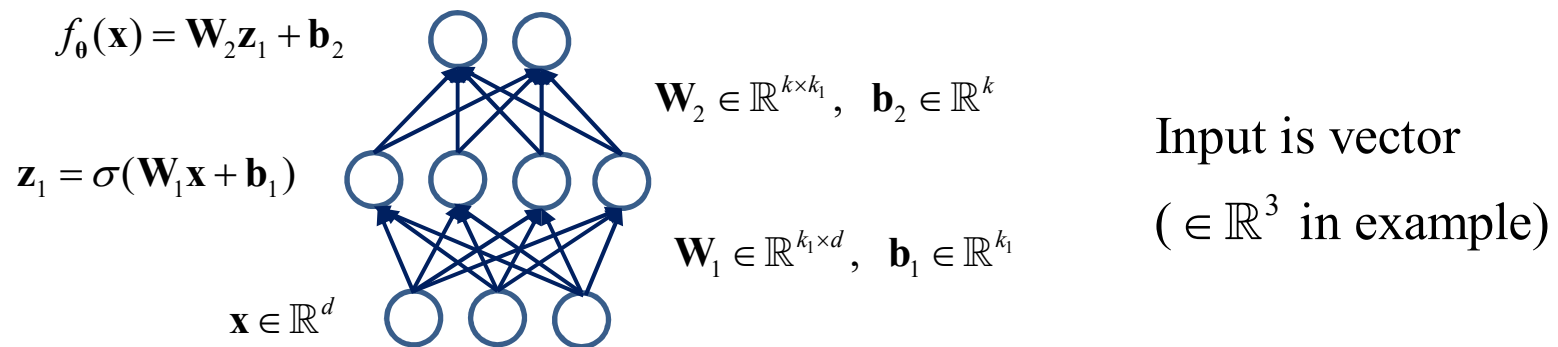 f_θ(x) = W₂z₁ + b₂
W₂ ∈ ℝ^{k×k₁}, b₂ ∈ ℝ^k
z₁ = σ(W₁x + b₁)
W₁ ∈ ℝ^{k₁×d}, b₁ ∈ ℝ^{k₁}
x ∈ ℝ^d
Input is vector
( ∈ ℝ³ in example)